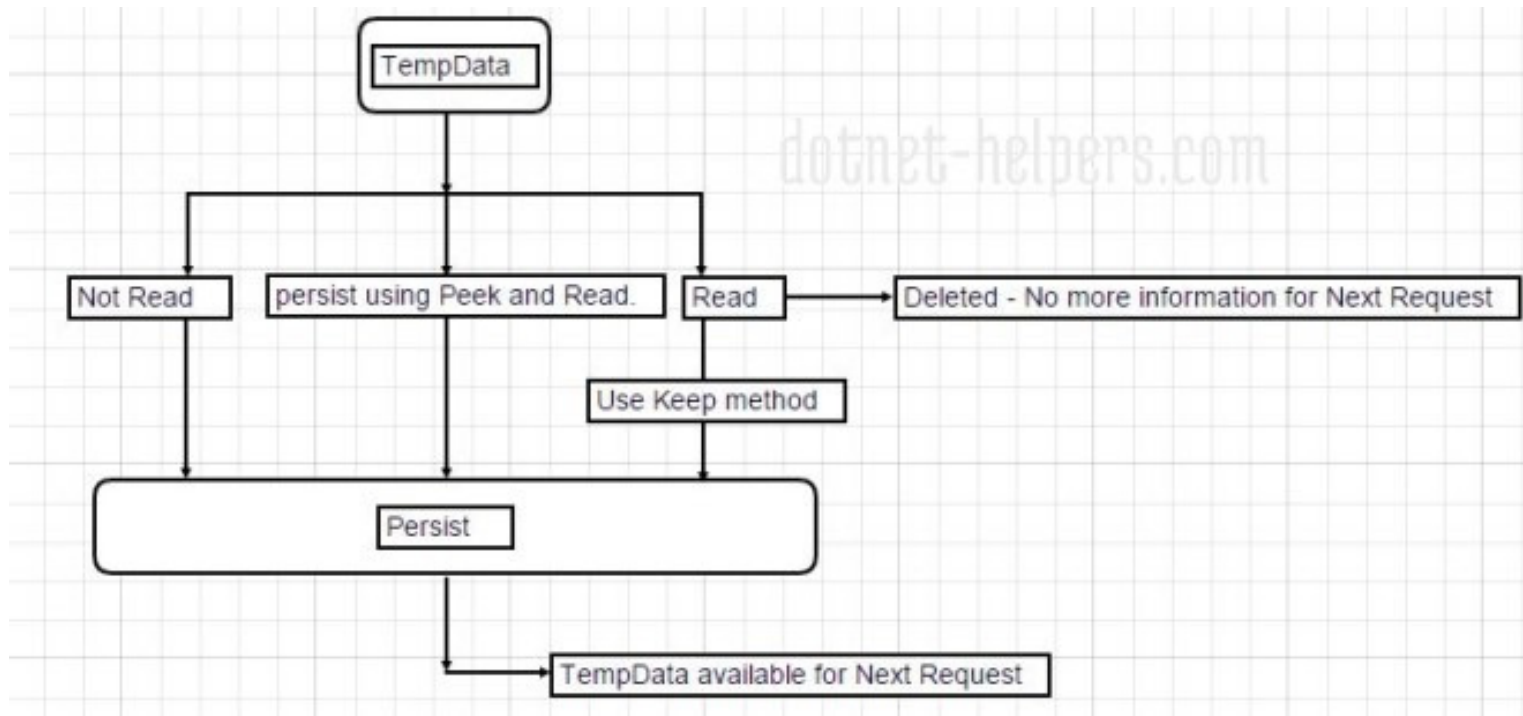 TempData
dotnet-helpers.com
Not Read
persist using Peek and Read.
Read
Deleted - No more information for Next Request
Use Keep method
Persist
TempData available for Next Request